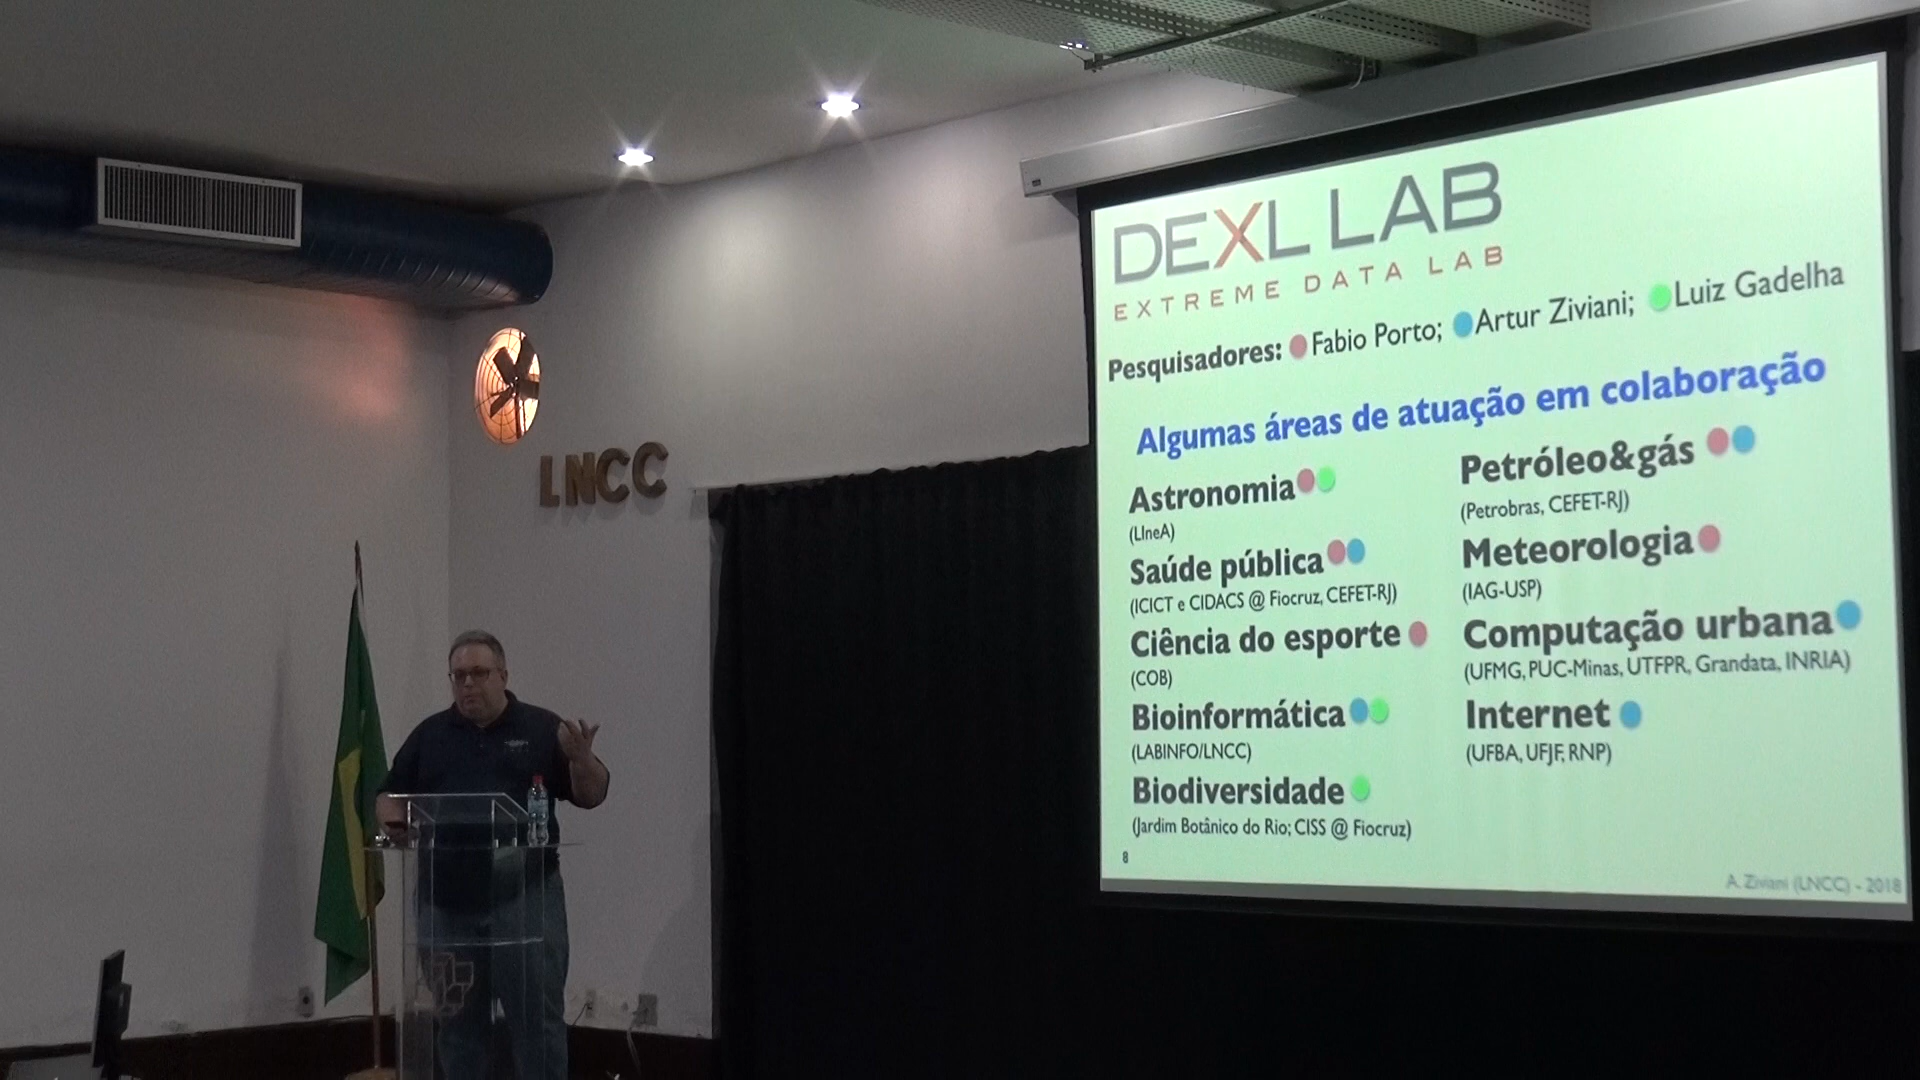 LNCC
DEXL LAB
EXTREME DATA LAB
Pesquisadores: Fabio Porto; Artur Ziviani; Luiz Gadelha
Algumas áreas de atuação em colaboração
Astronomia
(LIneA)
Saúde pública
(ICICT e CIDACS @ Fiocruz, CEFET-RJ)
Ciência do esporte
(COB)
Bioinformática
(LABINFO/LNCC)
Biodiversidade
(Jardim Botânico do Rio; CISS @ Fiocruz)
Petróleo&gás
(Petrobras, CEFET-RJ)
Meteorologia
(IAG-USP)
Computação urbana
(UFMG, PUC-Minas, UTFPR, Grandata, INRIA)
Internet
(UFBA, UFJF, RNP)
8
A. Ziviani (LNCC) - 2018